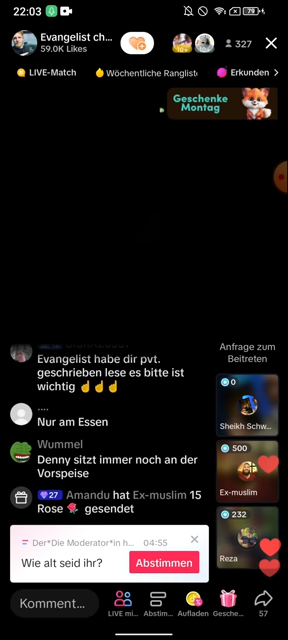 22:03
79
Evangelist ch...
59.0K Likes
327
LIVE-Match
Wöchentliche Rangliste
Erkunden
Geschenke
Montag
Evangelist habe dir pvt.
geschrieben lese es bitte ist
wichtig ☝️☝️☝️
....
Nur am Essen
Wummel
Denny sitzt immer noch an der
Vorspeise
27 Amandu hat Ex-muslim 15
Rose 🌹 gesendet
Anfrage zum
Beitreten
0
Sheikh Schw...
500
Ex-muslim
232
Reza
Der*Die Moderator*in h... 04:55
Wie alt seid ihr?
Abstimmen
Komment...
LIVE mi...
Abstim...
Aufladen
Gesche...
57